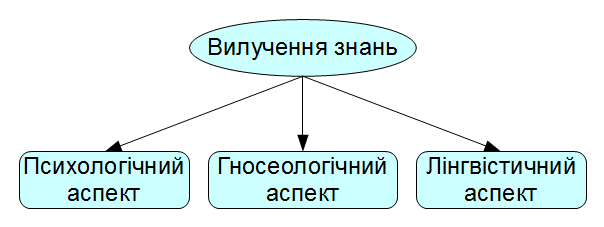 Вилучення знань
Психологічний
аспект
Гносеологічний
аспект
Лінгвістичний
аспект